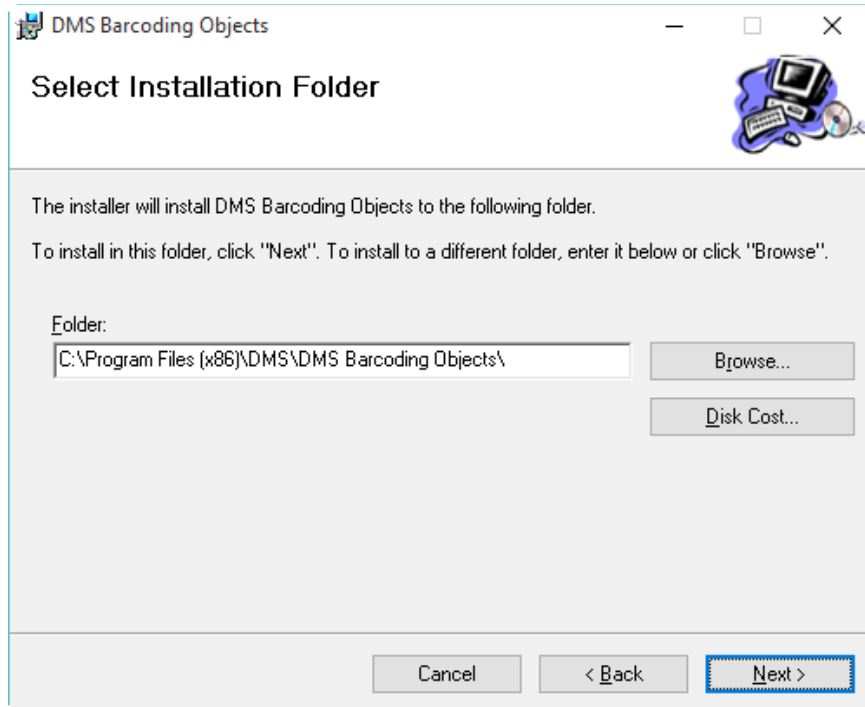 DMS Barcoding Objects
Select Installation Folder
The installer will install DMS Barcoding Objects to the following folder.
To install in this folder, click "Next". To install to a different folder, enter it below or click "Browse".
Folder:
C:\Program Files (x86)\DMS\DMS Barcoding Objects\
Browse...
Disk Cost...
Cancel
< Back
Next >